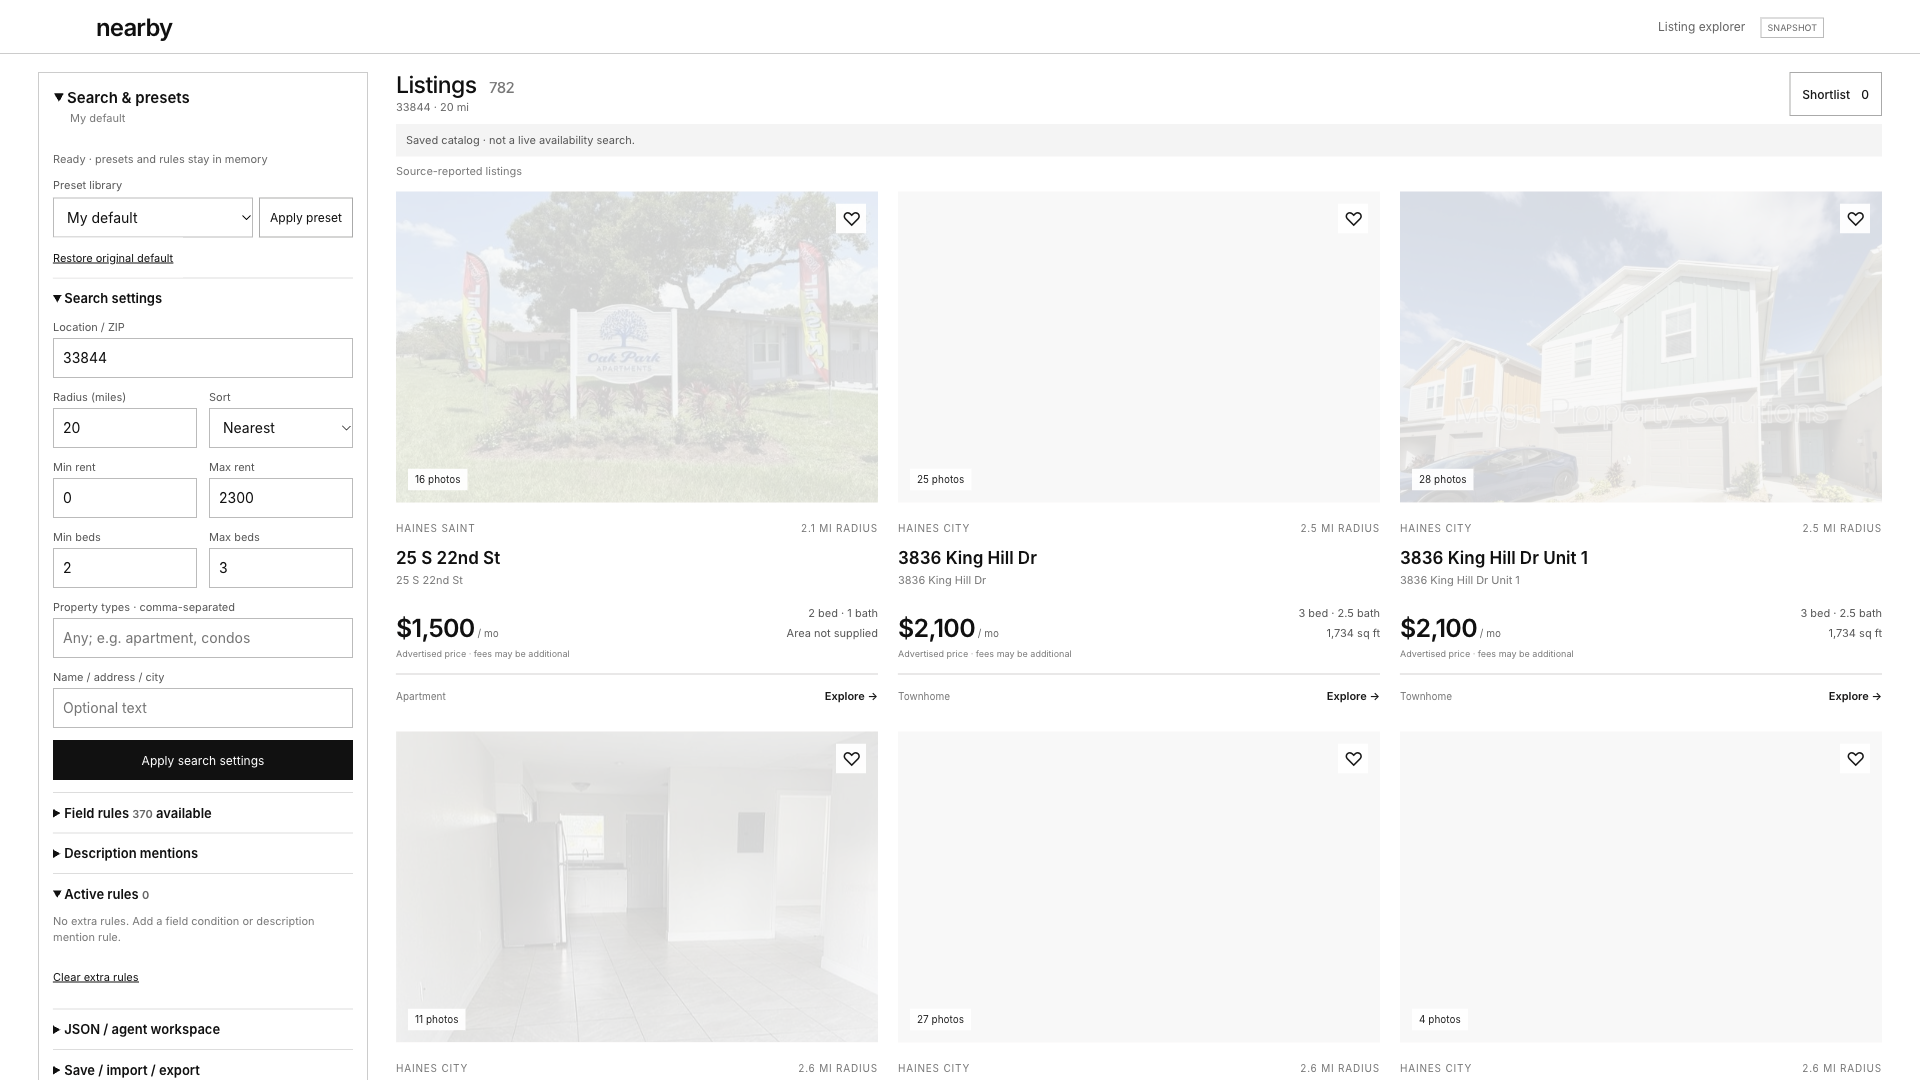 nearby
Listing explorer SNAPSHOT
Search & presets
My default
Ready · presets and rules stay in memory
Preset library
My default
Apply preset
Restore original default
Search settings
Location / ZIP
33844
Radius (miles) Sort
20 Nearest
Min rent Max rent
0 2300
Min beds Max beds
2 3
Property types · comma-separated
Any; e.g. apartment, condos
Name / address / city
Optional text
Apply search settings
Field rules 370 available
Description mentions
Active rules 0
No extra rules. Add a field condition or description
mention rule.
Clear extra rules
JSON / agent workspace
Save / import / export
Listings 782
33844 · 20 mi
Shortlist 0
Saved catalog · not a live availability search.
Source-reported listings
Oak Park
APARTMENTS
16 photos
HAINES SAINT 2.1 MI RADIUS
25 S 22nd St
25 S 22nd St
2 bed · 1 bath
$1,500 / mo Area not supplied
Advertised price · fees may be additional
Apartment Explore →
25 photos
HAINES CITY 2.5 MI RADIUS
3836 King Hill Dr
3836 King Hill Dr
3 bed · 2.5 bath
$2,100 / mo 1,734 sq ft
Advertised price · fees may be additional
Townhome Explore →
Property Solutions
28 photos
HAINES CITY 2.5 MI RADIUS
3836 King Hill Dr Unit 1
3836 King Hill Dr Unit 1
3 bed · 2.5 bath
$2,100 / mo 1,734 sq ft
Advertised price · fees may be additional
Townhome Explore →
11 photos
HAINES CITY 2.6 MI RADIUS
27 photos
HAINES CITY 2.6 MI RADIUS
4 photos
HAINES CITY 2.6 MI RADIUS